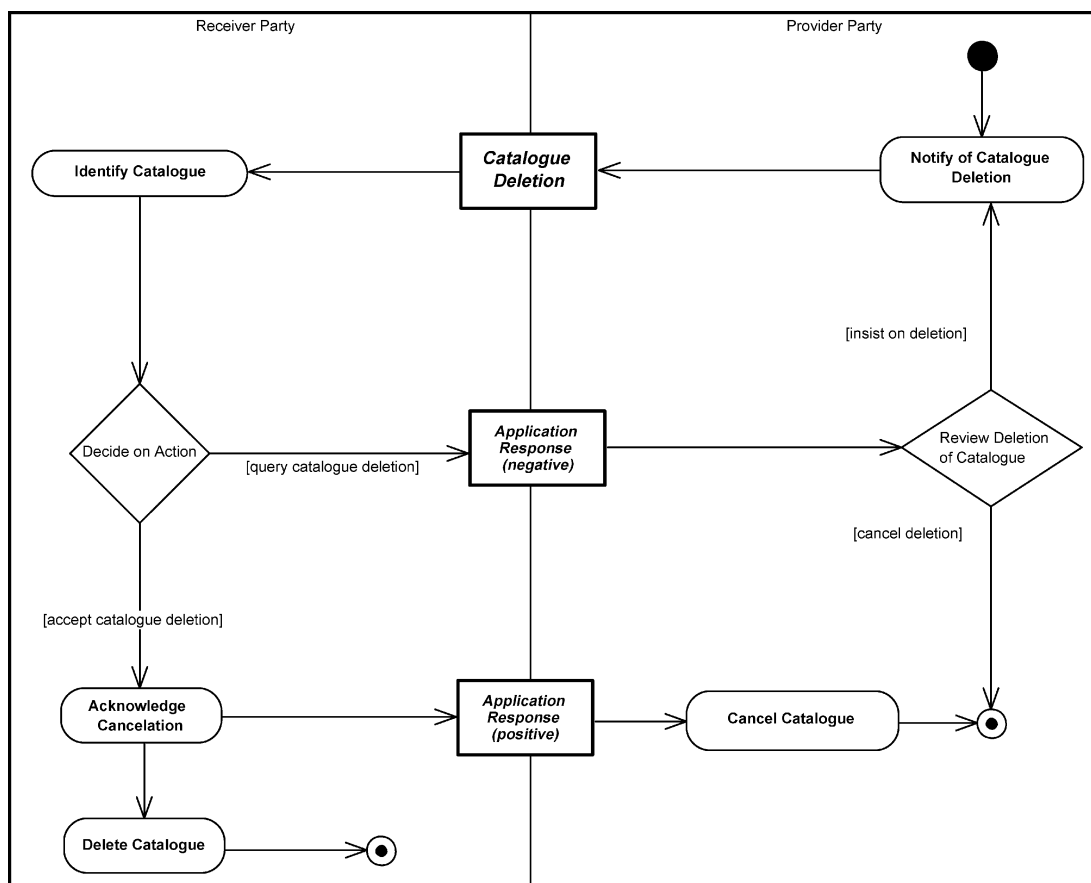 Receiver Party
Provider Party
Identify Catalogue
Catalogue
Deletion
Notify of Catalogue
Deletion
[insist on deletion]
Decide on Action
[query catalogue deletion]
Application
Response
(negative)
Review Deletion
of Catalogue
[cancel deletion]
[accept catalogue deletion]
Acknowledge
Cancelation
Application
Response
(positive)
Cancel Catalogue
Delete Catalogue